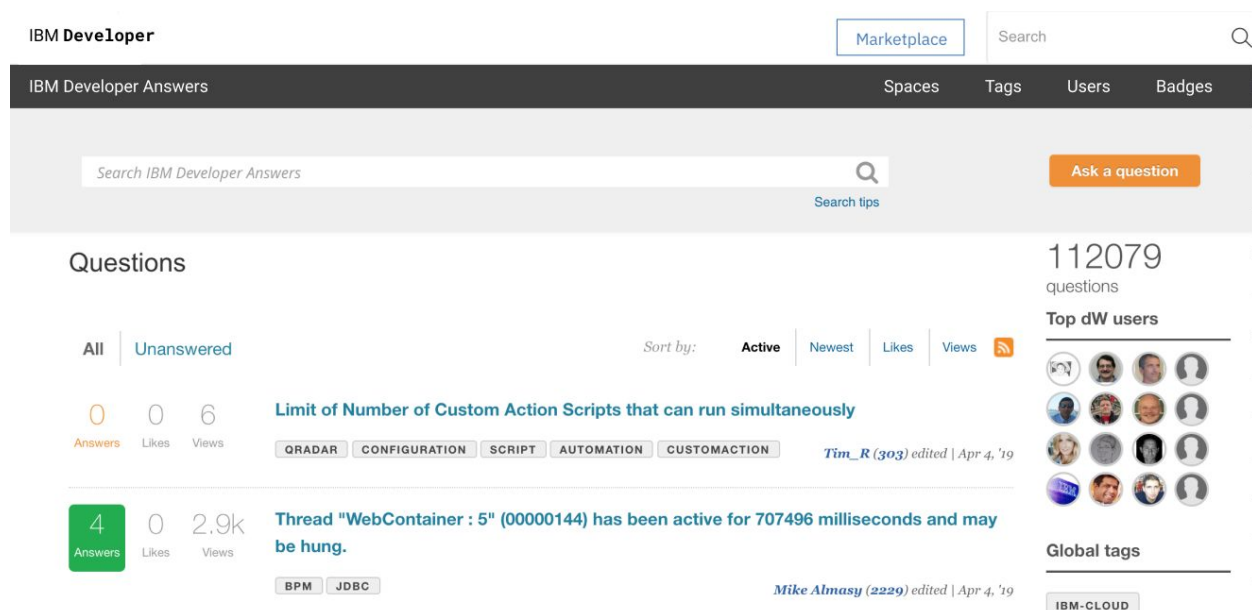 IBM Developer
Marketplace
Search
IBM Developer Answers
Spaces Tags Users Badges
Search IBM Developer Answers
Ask a question
Search tips
Questions
112079
questions
Top dW users
All Unanswered
Sort by: Active Newest Likes Views
0 0 6
Answers Likes Views
Limit of Number of Custom Action Scripts that can run simultaneously
QRADAR CONFIGURATION SCRIPT AUTOMATION CUSTOMACTION
Tim_R (303) edited | Apr 4, '19
4 0 2.9k
Answers Likes Views
Thread "WebContainer : 5" (00000144) has been active for 707496 milliseconds and may
be hung.
BPM JDBC
Mike Almasy (2229) edited | Apr 4, '19
IBM
Global tags
IBM-CLOUD